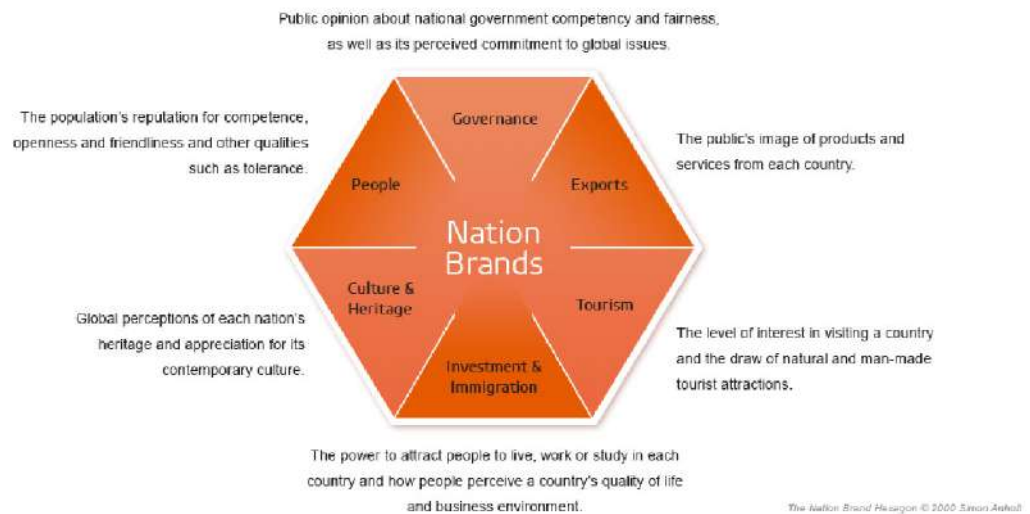 Public opinion about national government competency and fairness,
as well as its perceived commitment to global issues.
Governance
The population's reputation for competence,
openness and friendliness and other qualities
such as tolerance.
People
The public's image of products and
services from each country.
Exports
Nation
Brands
Culture &
Heritage
Global perceptions of each nation's
heritage and appreciation for its
contemporary culture.
Tourism
The level of interest in visiting a country
and the draw of natural and man-made
tourist attractions.
Investment &
Immigration
The power to attract people to live, work or study in each
country and how people perceive a country's quality of life
and business environment.
The Nation Brand Hexagon © 2000 Simon Anholt